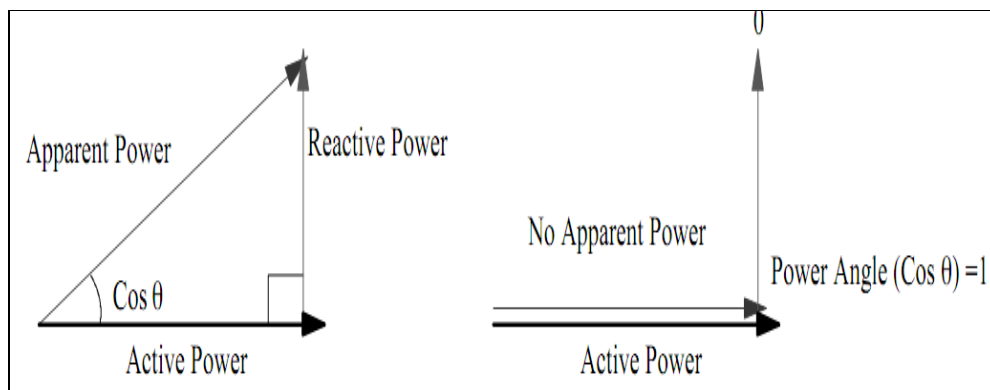 Apparent Power
Reactive Power
Cos θ
Active Power
0
No Apparent Power
Power Angle (Cos θ) =1
Active Power